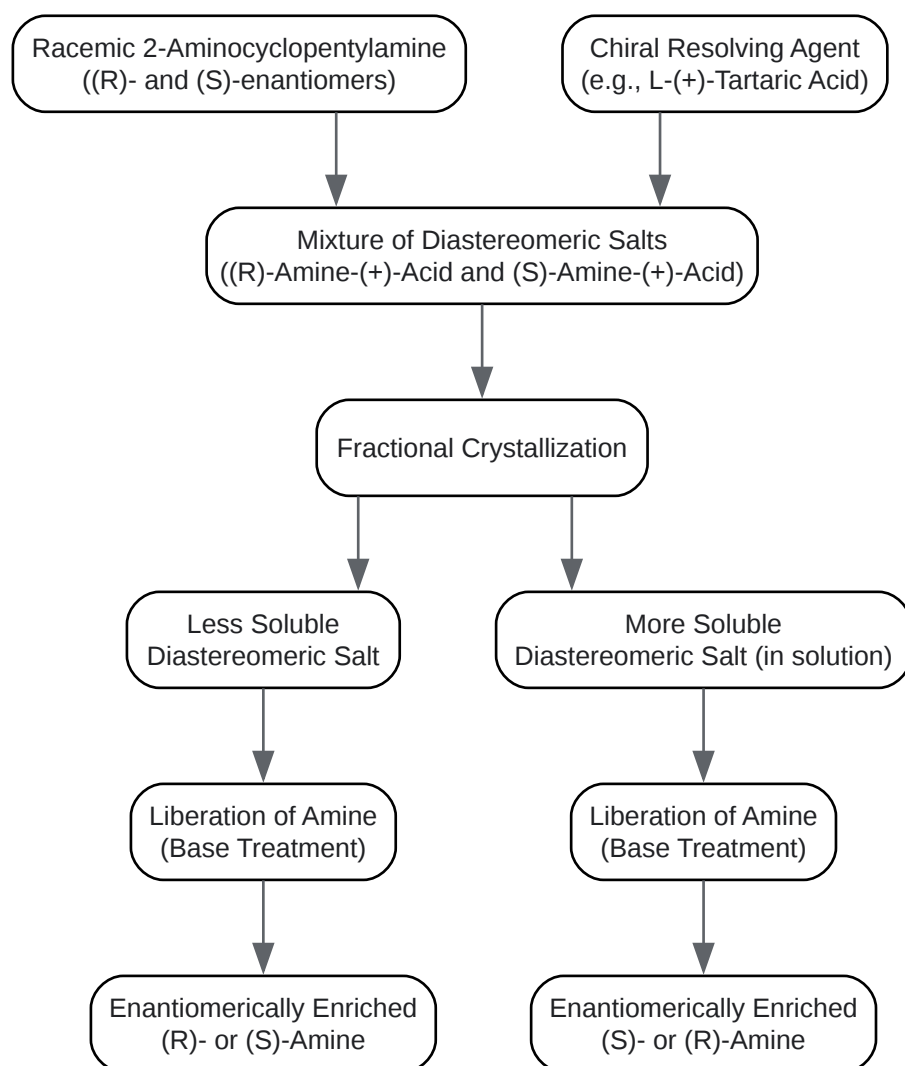 Racemic 2-Aminocyclopentylamine
((R)- and (S)-enantiomers)
Chiral Resolving Agent
(e.g., L-(+)-Tartaric Acid)
Mixture of Diastereomeric Salts
((R)-Amine-(+)-Acid and (S)-Amine-(+)-Acid)
Fractional Crystallization
Less Soluble
Diastereomeric Salt
More Soluble
Diastereomeric Salt (in solution)
Liberation of Amine
(Base Treatment)
Liberation of Amine
(Base Treatment)
Enantiomerically Enriched
(R)- or (S)-Amine
Enantiomerically Enriched
(S)- or (R)-Amine